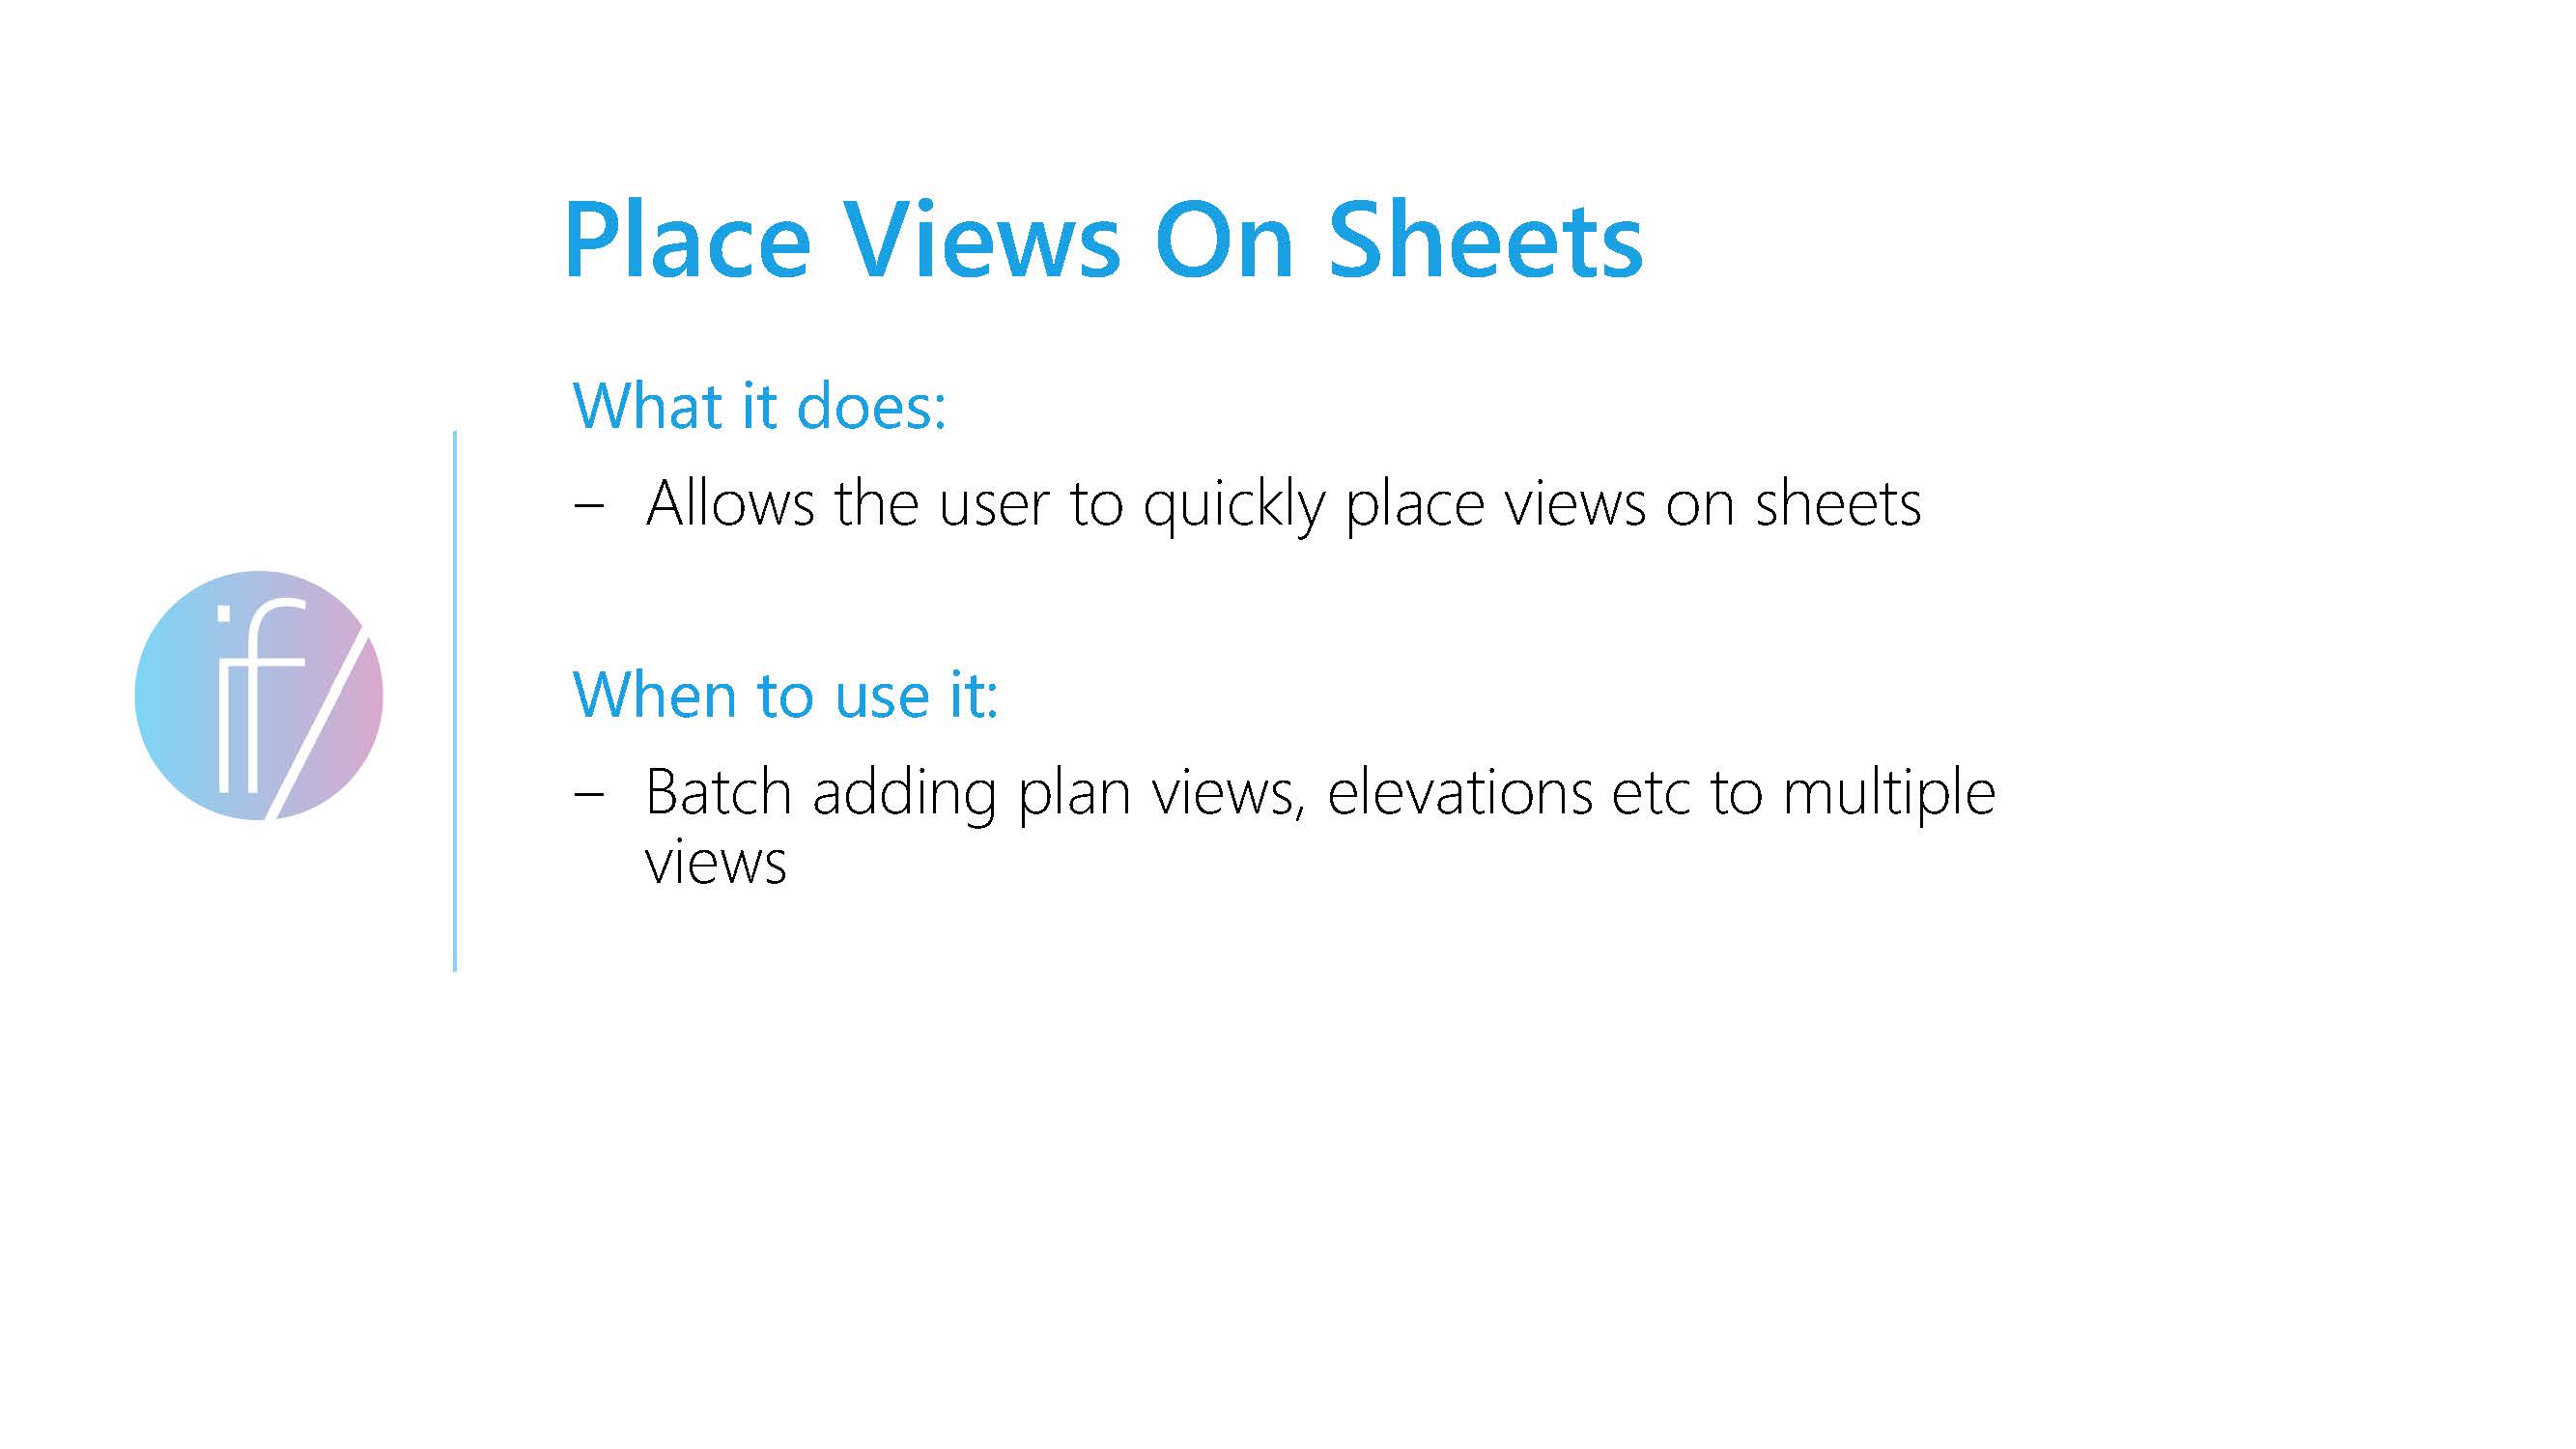 Place Views On Sheets
What it does:
– Allows the user to quickly place views on sheets
if/
When to use it:
– Batch adding plan views, elevations etc to multiple
views